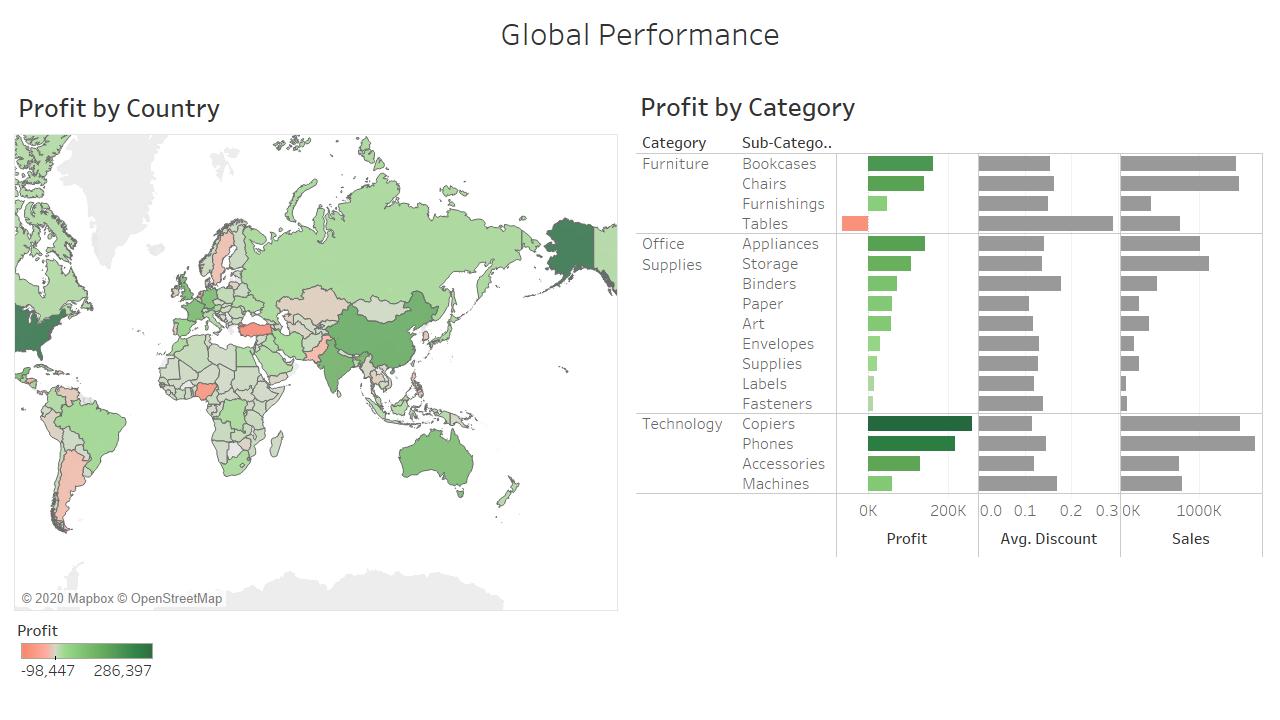 Global Performance
Profit by Country
© 2020 Mapbox © OpenStreetMap
Profit
-98,447 286,397
Profit by Category
Category Sub-Catego..
Furniture Bookcases
Chairs
Furnishings
Tables
Office Appliances
Supplies Storage
Binders
Paper
Art
Envelopes
Supplies
Labels
Fasteners
Technology Copiers
Phones
Accessories
Machines
0K 200K 0.0 0.1 0.2 0.3 0K 1000K
Profit Avg. Discount Sales